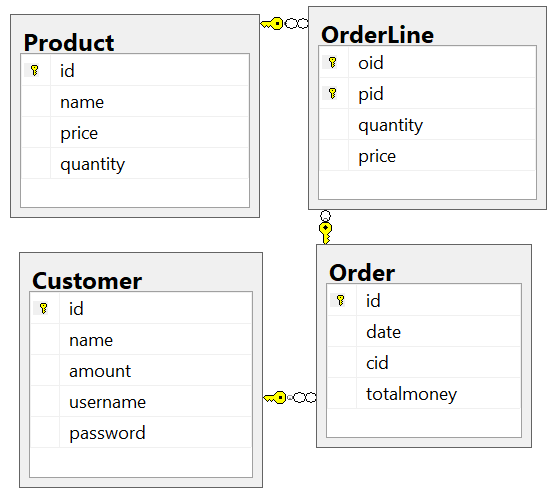 Product
id
name
price
quantity
OrderLine
oid
pid
quantity
price
Customer
id
name
amount
username
password
Order
id
date
cid
totalmoney